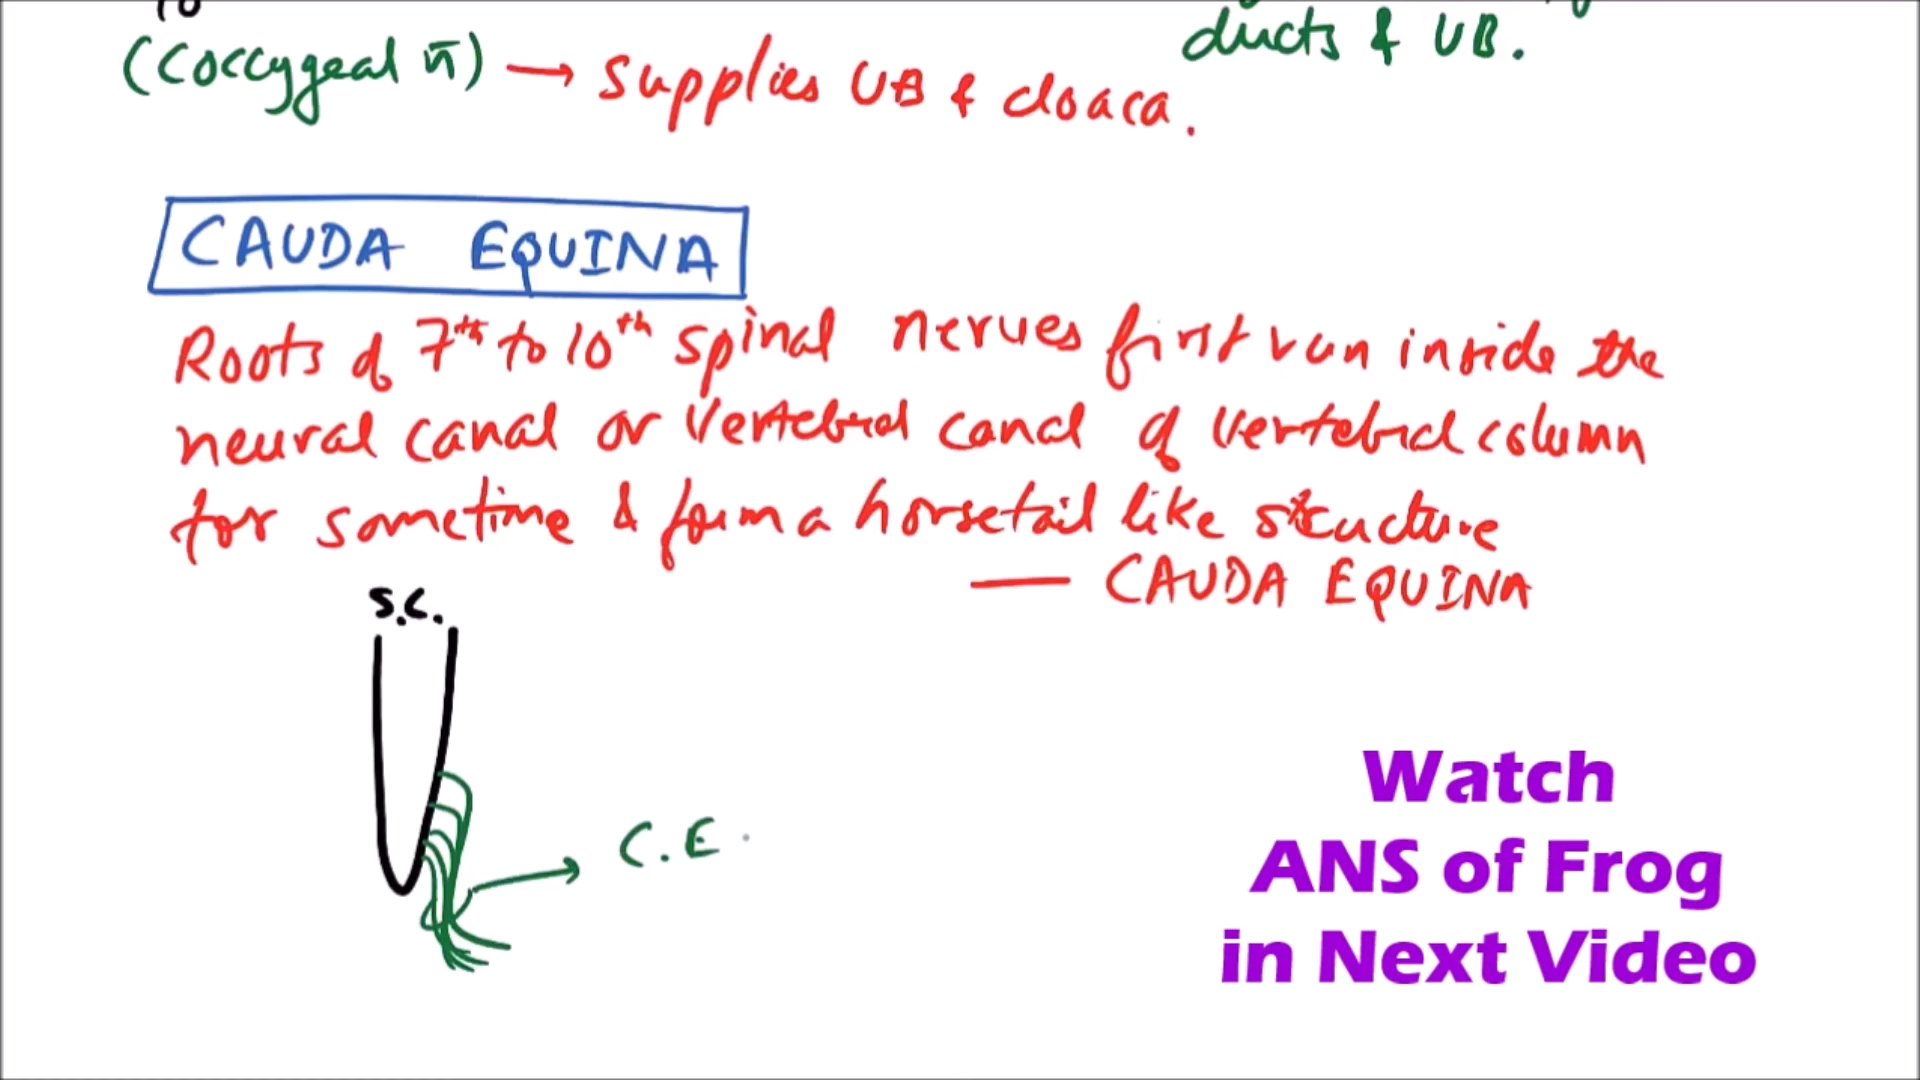 10
ducts & UB.
(Coccygeal n̄) → supplies UB & cloaca.
CAUDA EQUINA
Roots of 7th to 10th spinal nerves first run inside the
neural canal or vertebral canal of vertebral column
for sometime & form a horsetail like structure
— CAUDA EQUINA
S.C.
C.E.
Watch
ANS of Frog
in Next Video